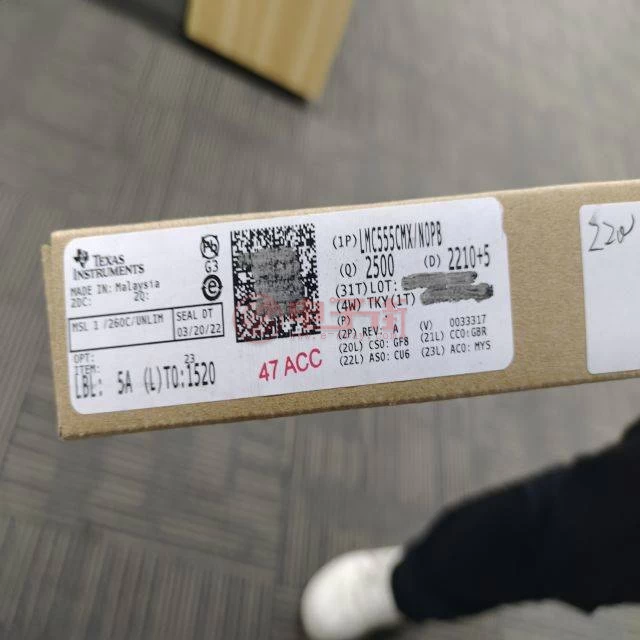 TEXAS
INSTRUMENTS
MADE IN: Malaysia
2DC: 2Q:
MSL 1 /260C/UNLIM
SEAL DT
03/20/22
OPT:
ITEM: 23
LBL: 5A (L)TO:1520
G3
e
47 ACC
(1P) LMC555CMX/NOPB
(Q) 2500 (D) 2210+5
(31T) LOT:
(4W) TKY(1T)
(P)
(2P) REV: A (V) 0033317
(20L) CSO: GF8 (21L) CCO:GBR
(22L) ASO: CU6 (23L) ACO: MYS
220